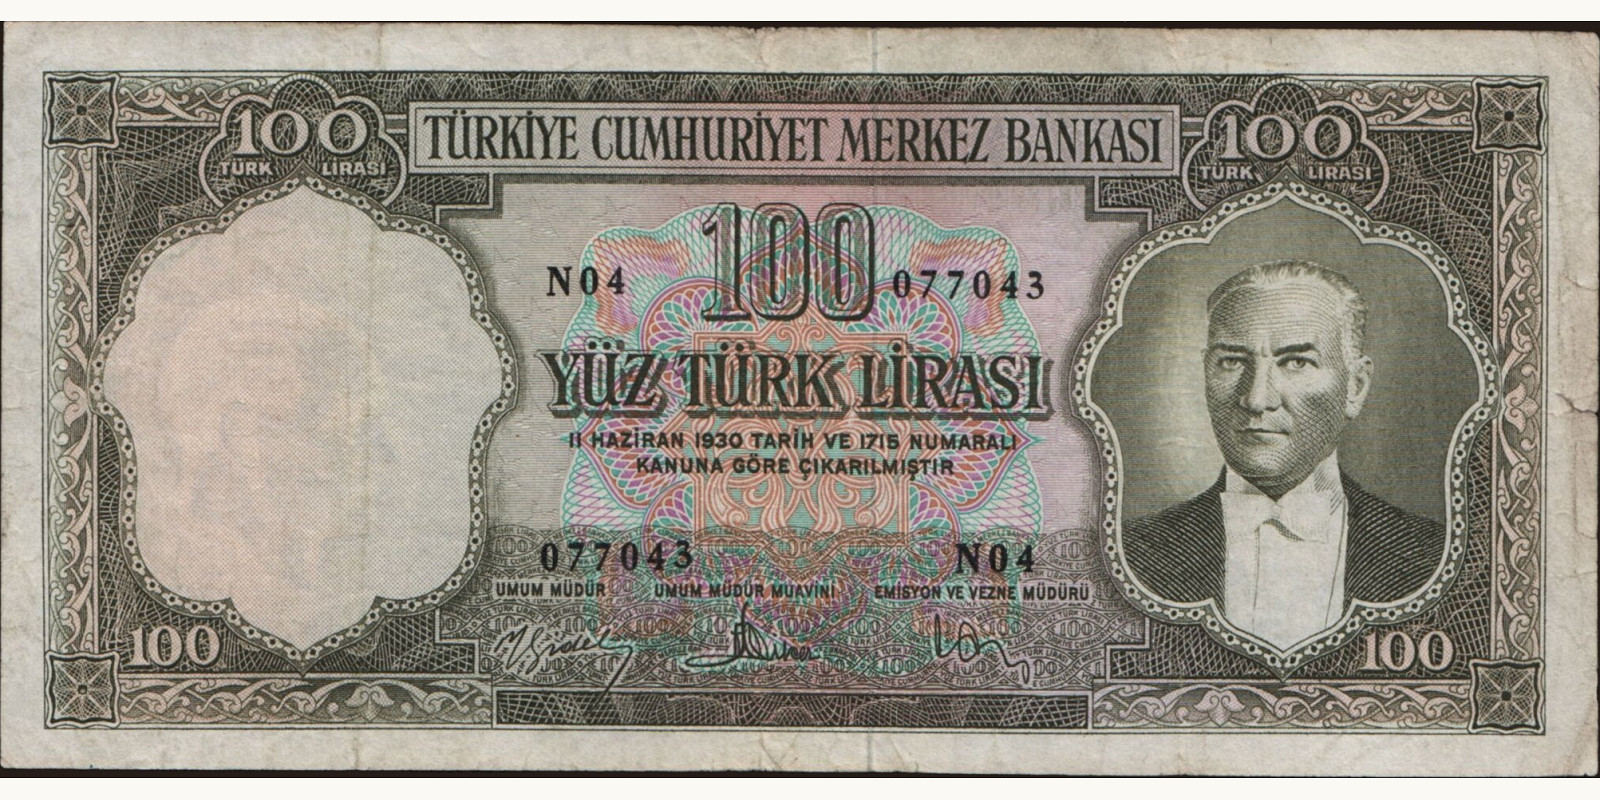 100
TÜRK LİRASI
TÜRKİYE CUMHURİYET MERKEZ BANKASI
100
TÜRK LİRASI
100
N04
077043
YÜZ TÜRK LİRASI
11 HAZİRAN 1930 TARİH VE 1715 NUMARALI
KANUNA GÖRE ÇIKARILMIŞTIR
077043
N04
UMUM MÜDÜR
UMUM MÜDÜR MUAVİNİ
EMİSYON VE VEZNE MÜDÜRÜ
100
100